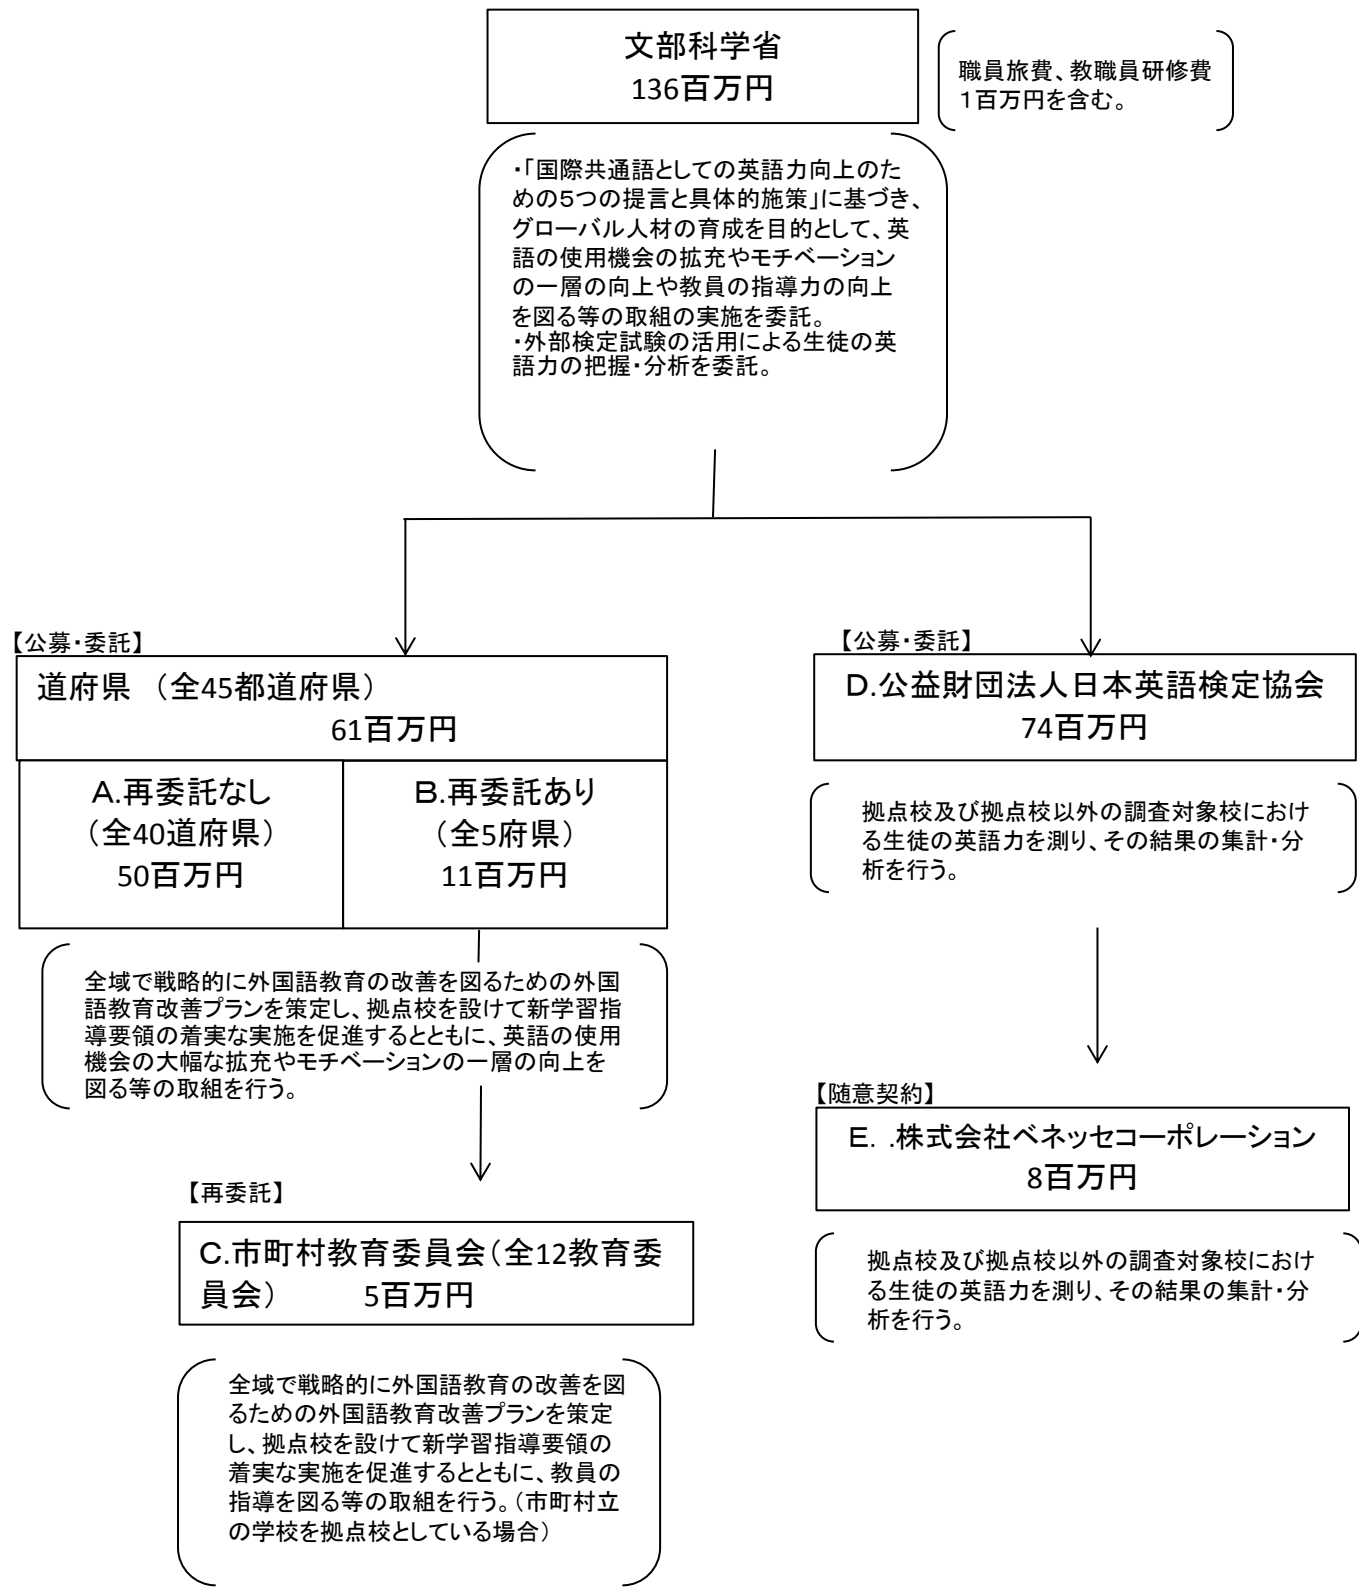 文部科学省
136百万円
職員旅費、教職員研修費
１百万円を含む。
・「国際共通語としての英語力向上のた
めの５つの提言と具体的施策」に基づき、
グローバル人材の育成を目的として、英
語の使用機会の拡充やモチベーション
の一層の向上や教員の指導力の向上
を図る等の取組の実施を委託。
・外部検定試験の活用による生徒の英
語力の把握・分析を委託。
【公募・委託】
道府県 （全45都道府県）
61百万円
Ａ.再委託なし
（全40道府県）
50百万円
Ｂ.再委託あり
（全5府県）
11百万円
全域で戦略的に外国語教育の改善を図るための外国
語教育改善プランを策定し、拠点校を設けて新学習指
導要領の着実な実施を促進するとともに、英語の使用
機会の大幅な拡充やモチベーションの一層の向上を
図る等の取組を行う。
【再委託】
Ｃ.市町村教育委員会（全12教育委
員会） 5百万円
全域で戦略的に外国語教育の改善を図
るための外国語教育改善プランを策定
し、拠点校を設けて新学習指導要領の
着実な実施を促進するとともに、教員の
指導を図る等の取組を行う。（市町村立
の学校を拠点校としている場合）
【公募・委託】
Ｄ.公益財団法人日本英語検定協会
74百万円
拠点校及び拠点校以外の調査対象校におけ
る生徒の英語力を測り、その結果の集計・分
析を行う。
【随意契約】
Ｅ. .株式会社ベネッセコーポレーション
8百万円
拠点校及び拠点校以外の調査対象校におけ
る生徒の英語力を測り、その結果の集計・分
析を行う。